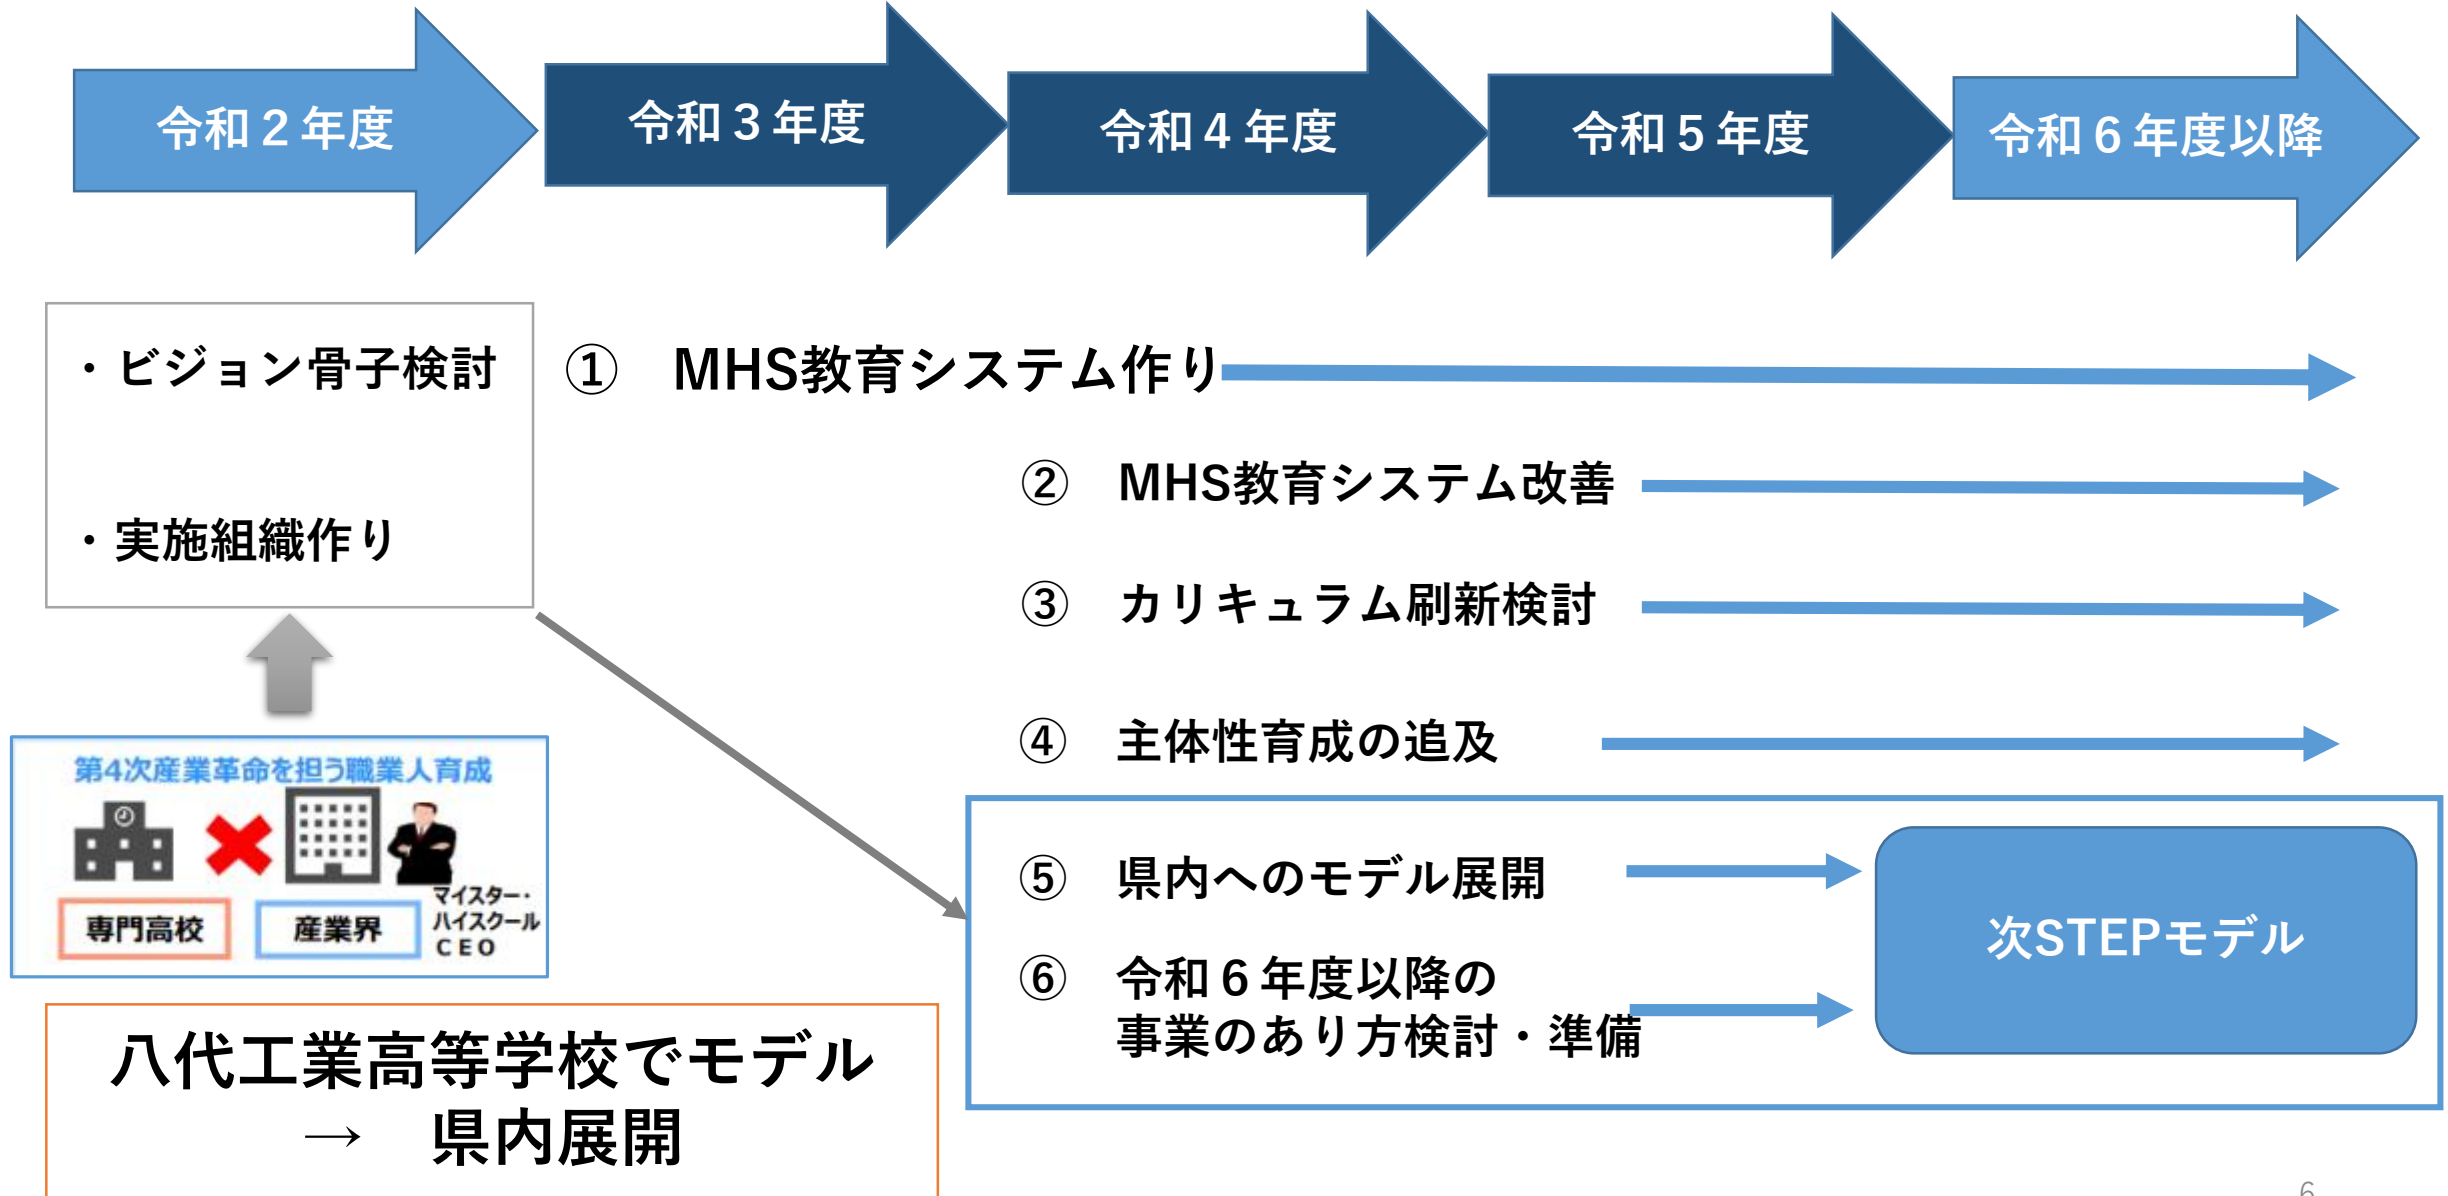 令和２年度
令和３年度
令和４年度
令和５年度
令和６年度以降
・ビジョン骨子検討
・実施組織作り
① MHS教育システム作り
② MHS教育システム改善
③ カリキュラム刷新検討
④ 主体性育成の追及
⑤ 県内へのモデル展開
⑥ 令和６年度以降の
事業のあり方検討・準備
次STEPモデル
第4次産業革命を担う職業人育成
専門高校
産業界
マイスター・
ハイスクール
ＣＥＯ
八代工業高等学校でモデル
→ 県内展開
6